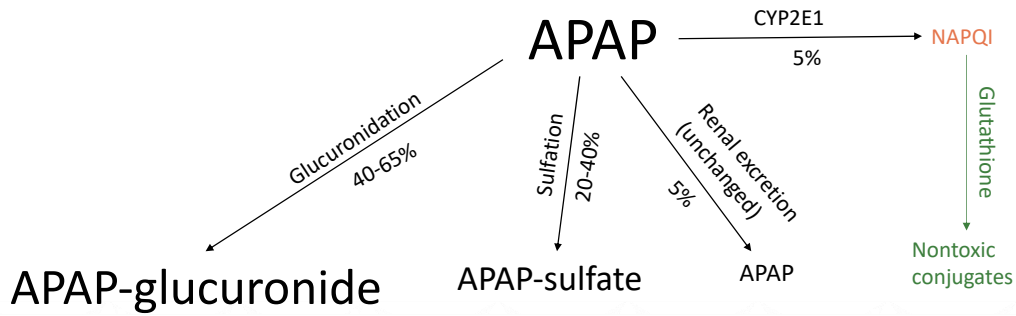 APAP
CYP2E1
5%
NAPQI
Glucuronidation
40-65%
Sulfation
20-40%
Renal excretion
(unchanged)
5%
Glutathione
APAP-glucuronide
APAP-sulfate
APAP
Nontoxic
conjugates